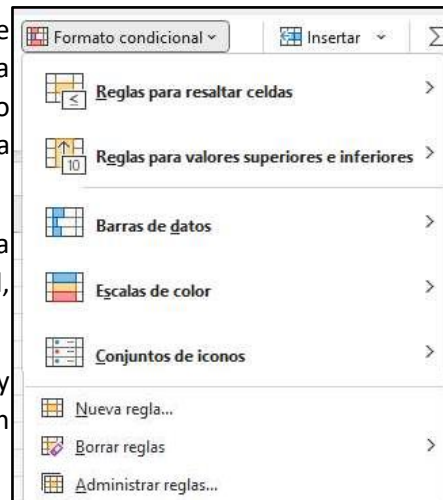 e
a
o
a
a
,
y
n
Formato condicional
Insertar
Σ
Reglas para resaltar celdas
Reglas para valores superiores e inferiores
10
Barras de datos
Escalas de color
Conjuntos de iconos
Nueva regla...
Borrar reglas
Administrar reglas...